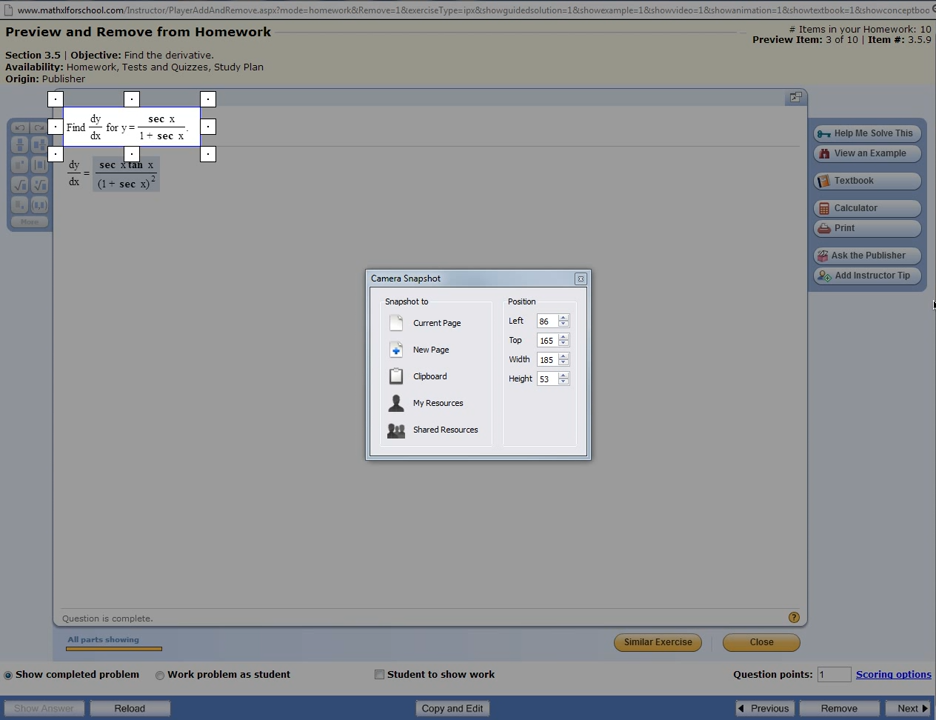 www.mathxlforschool.com/Instructor/PlayerAddAndRemove.aspx?mode=homework&Remove=1&exerciseType=ipx&showguidedsolution=1&showexample=1&showvideo=1&showanimation=1&showtextbook=1&showconceptboo
Preview and Remove from Homework
# Items in your Homework: 10
Preview Item: 3 of 10 | Item #: 3.5.9
Section 3.5 | Objective: Find the derivative.
Availability: Homework, Tests and Quizzes, Study Plan
Origin: Publisher
Find dy/dx for y = sec x / 1 + sec x .
dy/dx = sec x tan x / (1 + sec x)²
Help Me Solve This
View an Example
Textbook
Calculator
Print
Ask the Publisher
Add Instructor Tip
Camera Snapshot
Snapshot to
Current Page
New Page
Clipboard
My Resources
Shared Resources
Position
Left 86
Top 165
Width 185
Height 53
Question is complete.
?
All parts showing
Similar Exercise
Close
Show completed problem
Work problem as student
Student to show work
Question points: 1
Scoring options
Show Answer
Reload
Copy and Edit
Previous
Remove
Next